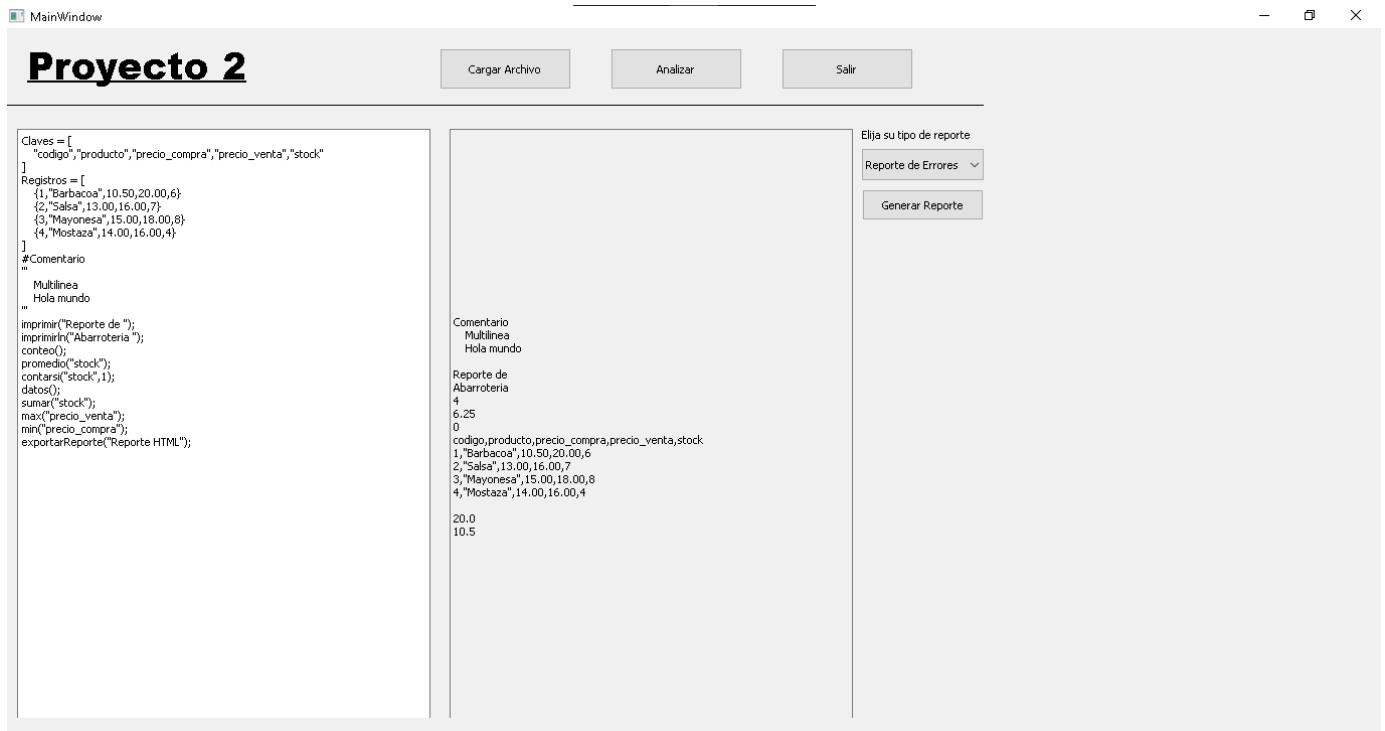 MainWindow
Proyecto 2
Cargar Archivo
Analizar
Salir
Claves = [
"codigo","producto","precio_compra","precio_venta","stock"
]
Registros = [
{1,"Barbacoa",10.50,20.00,6}
{2,"Salsa",13.00,16.00,7}
{3,"Mayonesa",15.00,18.00,8}
{4,"Mostaza",14.00,16.00,4}
]
#Comentario
'''
Multilinea
Hola mundo
'''
imprimir("Reporte de ");
imprimirln("Abarroteria ");
conteo();
promedio("stock");
contarsi("stock",1);
datos();
sumar("stock");
max("precio_venta");
min("precio_compra");
exportarReporte("Reporte HTML");
Comentario
Multilinea
Hola mundo
Reporte de
Abarroteria
4
6.25
0
codigo,producto,precio_compra,precio_venta,stock
1,"Barbacoa",10.50,20.00,6
2,"Salsa",13.00,16.00,7
3,"Mayonesa",15.00,18.00,8
4,"Mostaza",14.00,16.00,4
20.0
10.5
Elija su tipo de reporte
Reporte de Errores
Generar Reporte